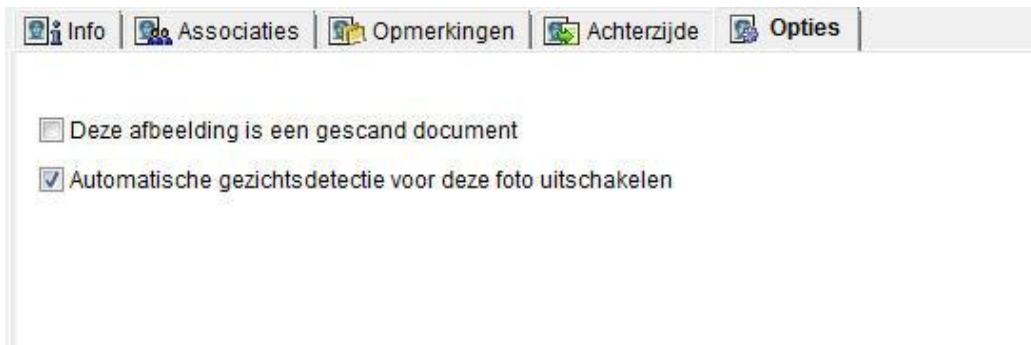 Info Associaties Opmerkingen Achterzijde Opties
Deze afbeelding is een gescand document
Automatische gezichtsdetectie voor deze foto uitschakelen